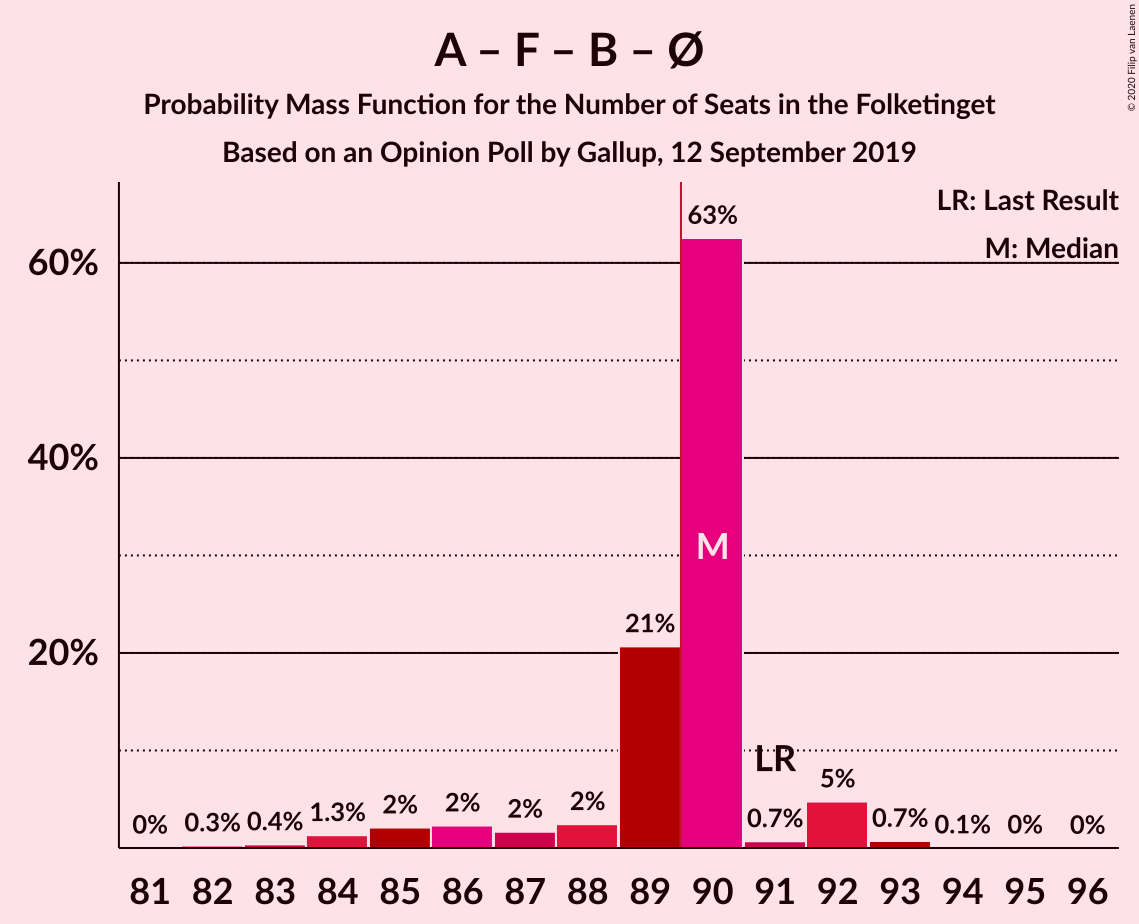 A – F – B – Ø
Probability Mass Function for the Number of Seats in the Folketinget
Based on an Opinion Poll by Gallup, 12 September 2019
© 2020 Filip van Laenen
LR: Last Result
M: Median
60%
40%
20%
0%
0.3%
0.4%
1.3%
2%
2%
2%
2%
21%
63%
M
LR
0.7%
5%
0.7%
0.1%
0%
0%
81 82 83 84 85 86 87 88 89 90 91 92 93 94 95 96